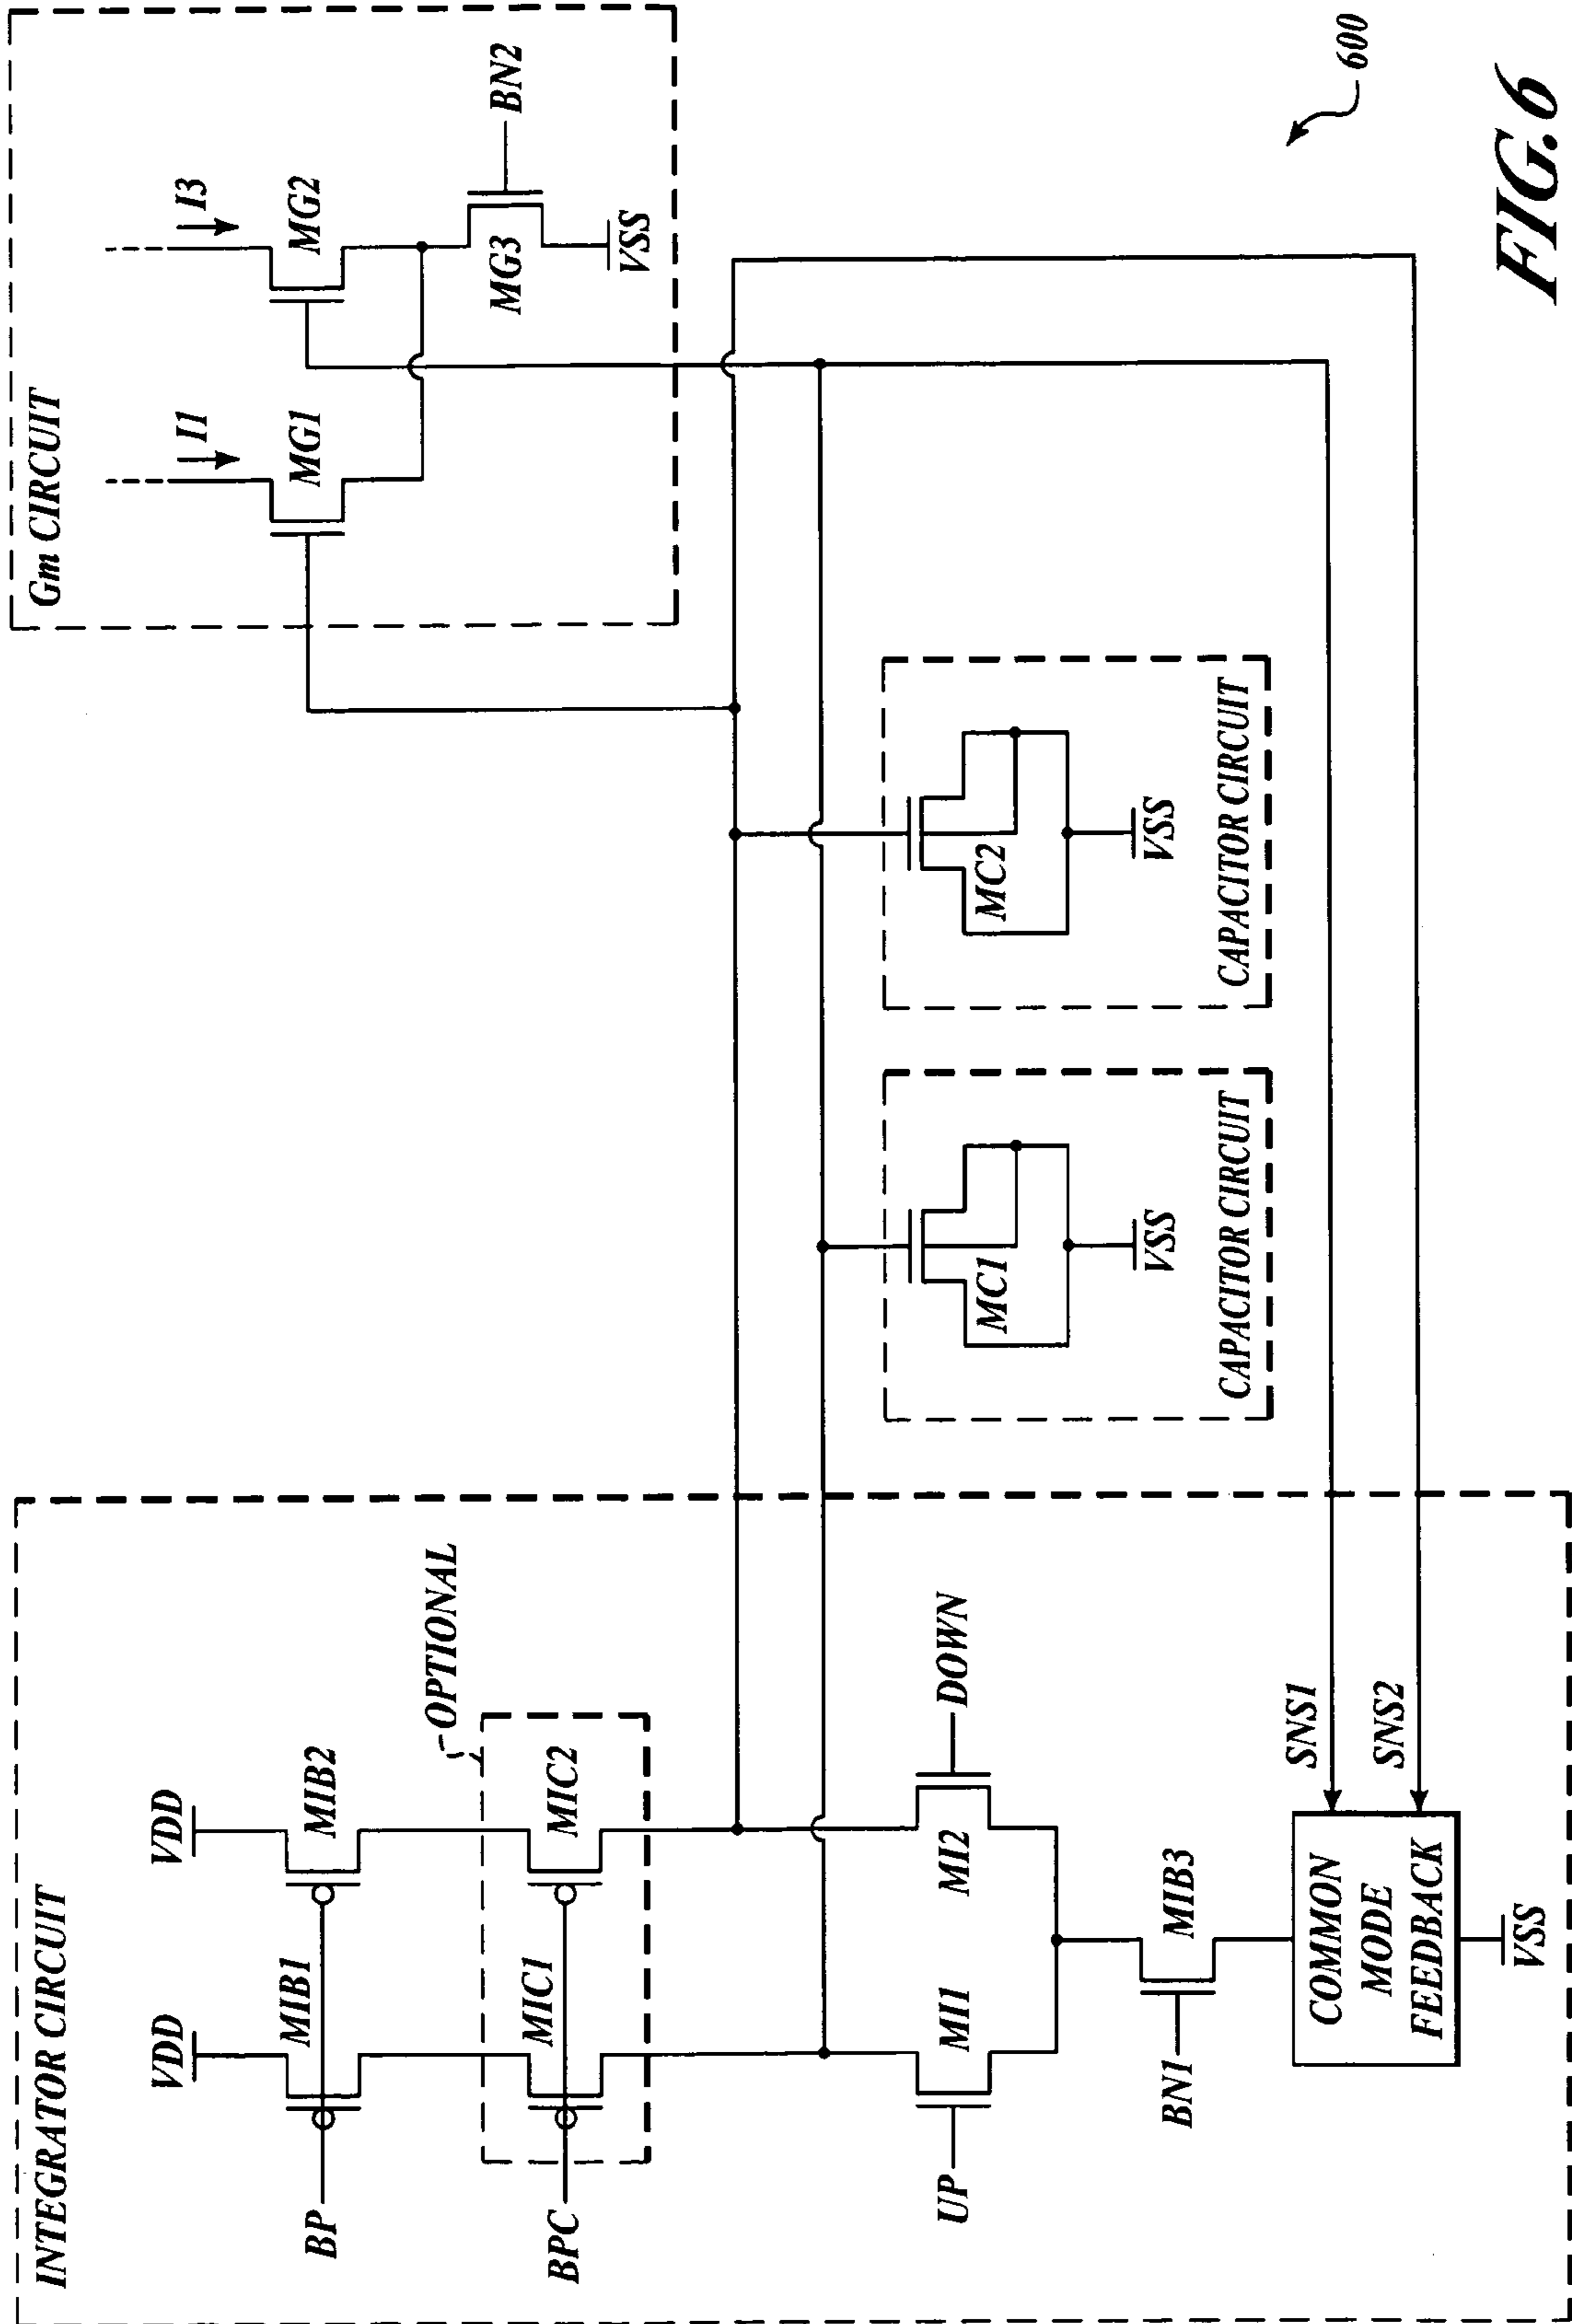 INTEGRATOR CIRCUIT
VDD
VDD
BP
MIB1
MIB2
OPTIONAL
BPC
MIC1
MIC2
UP
MI1
MI2
DOWN
BN1
MIB3
COMMON
MODE
FEEDBACK
SNS1
SNS2
VSS
MC1
VSS
CAPACITOR CIRCUIT
MC2
VSS
CAPACITOR CIRCUIT
Gm CIRCUIT
I1
MG1
I3
MG2
MG3
BN2
VSS
600
FIG.6